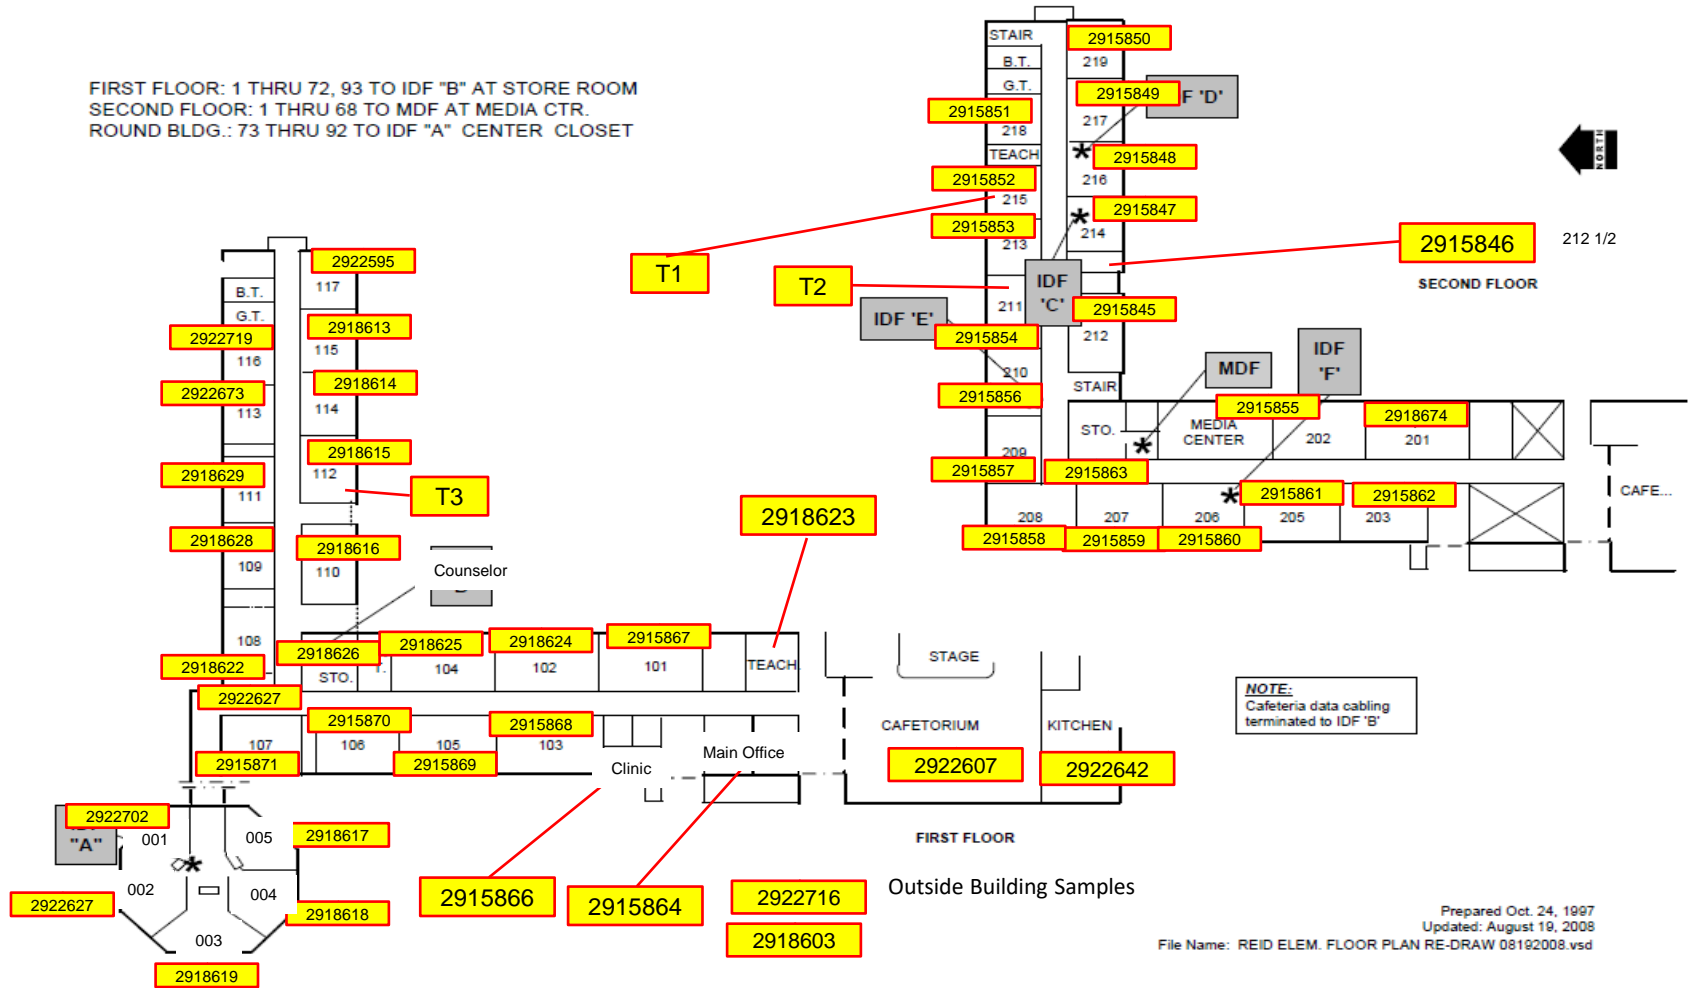 FIRST FLOOR: 1 THRU 72, 93 TO IDF "B" AT STORE ROOM
SECOND FLOOR: 1 THRU 68 TO MDF AT MEDIA CTR.
ROUND BLDG.: 73 THRU 92 TO IDF "A" CENTER CLOSET
STAIR
2915850
B.T.
219
G.T.
2915849
F 'D'
2915851
217
218
TEACH
2915848
NORTH
2915852
216
215
2915847
2915853
214
213
2915846
212 1/2
T1
T2
IDF
'C'
SECOND FLOOR
211
2915845
IDF 'E'
2915854
212
IDF
'F'
210
MDF
STAIR
2915856
2915855
2918674
STO.
MEDIA
CENTER
202
201
209
2915857
2915863
2915861
2915862
CAFE...
208
207
206
205
203
2915858
2915859
2915860
2922595
B.T.
117
G.T.
2918613
2922719
115
116
2918614
2922673
114
113
2918615
2918629
112
T3
111
2918623
2918628
2918616
109
110
Counselor
108
2918626
2918625
2918624
2915867
2918622
STO.
T.
104
102
101
TEACH
STAGE
2922627
2915870
2915868
107
106
105
103
Main Office
CAFETORIUM
KITCHEN
2915871
2915869
Clinic
2922607
2922642
NOTE:
Cafeteria data cabling
terminated to IDF 'B'
2922702
"A"
001
005
2918617
FIRST FLOOR
002
004
2922627
2918618
003
2918619
2915866
2915864
2922716
2918603
Outside Building Samples
Prepared Oct. 24, 1997
Updated: August 19, 2008
File Name: REID ELEM. FLOOR PLAN RE-DRAW 08192008.vsd